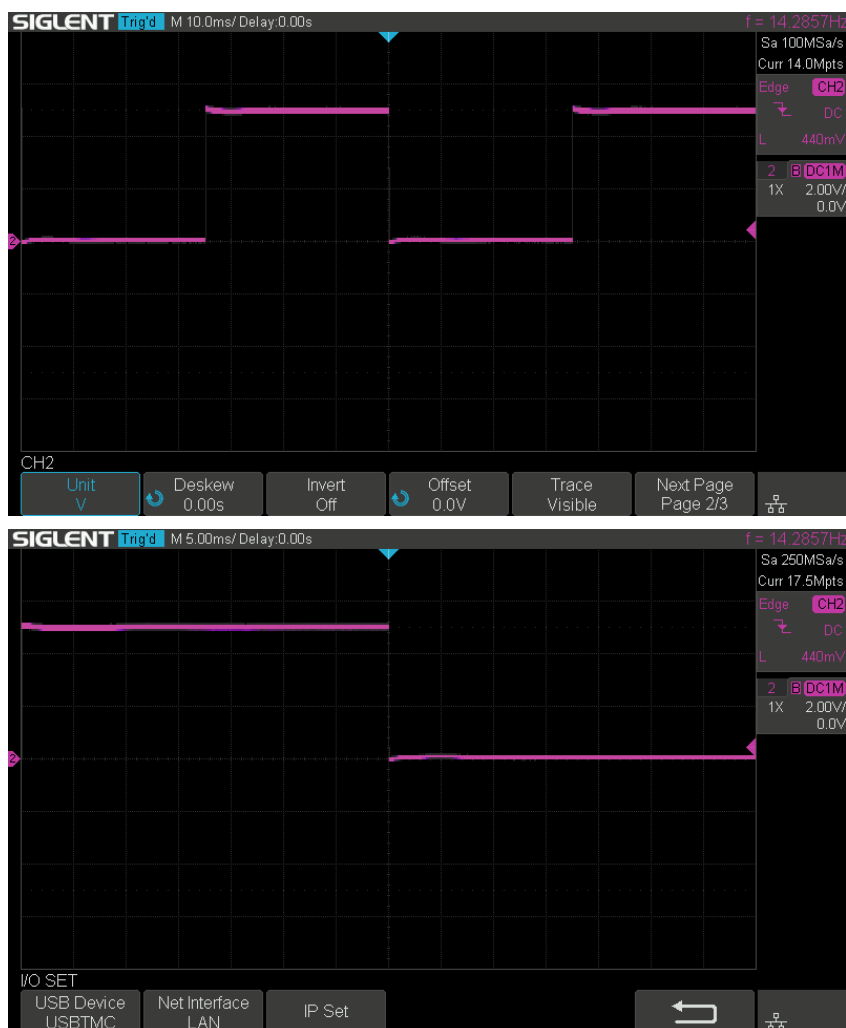 SIGLENT Trig'd M 10.0ms/ Delay:0.00s f = 14.2857Hz
Sa 100MSa/s
Curr 14.0Mpts
Edge CH2
DC
L 440mV
2 B DC1M
1X 2.00V/
0.0V
2
CH2
Unit Deskew Invert Offset Trace Next Page
V 0.00s Off 0.0V Visible Page 2/3
SIGLENT Trig'd M 5.00ms/ Delay:0.00s f = 14.2857Hz
Sa 250MSa/s
Curr 17.5Mpts
Edge CH2
DC
L 440mV
2 B DC1M
1X 2.00V/
0.0V
2
I/O SET
USB Device Net Interface IP Set
USBTMC LAN